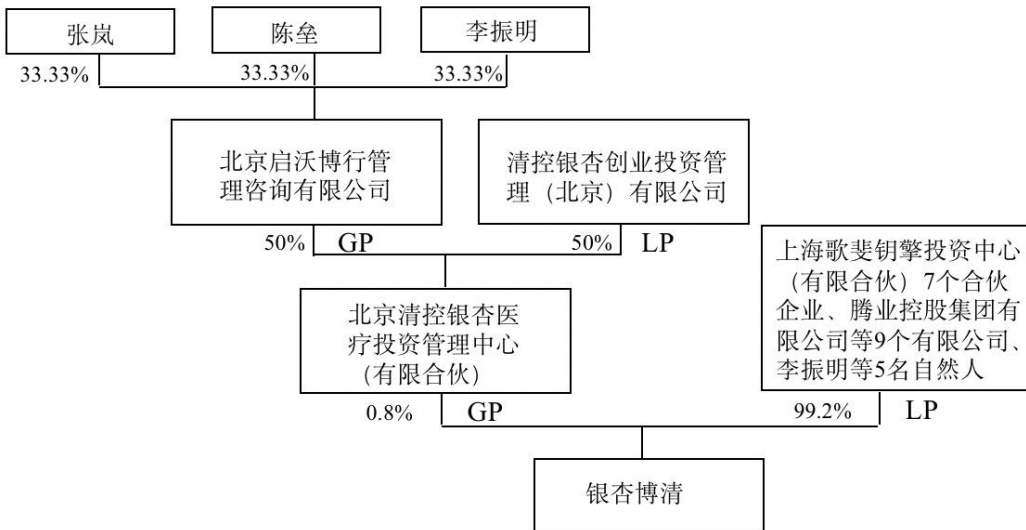 张岚
陈垒
李振明
33.33%
33.33%
33.33%
北京启沃博行管
理咨询有限公司
清控银杏创业投资管
理（北京）有限公司
50%
GP
50%
LP
上海歌斐钥擎投资中心
（有限合伙）7个合伙
企业、腾业控股集团有
限公司等9个有限公司、
李振明等5名自然人
北京清控银杏医
疗投资管理中心
（有限合伙）
0.8%
GP
99.2%
LP
银杏博清